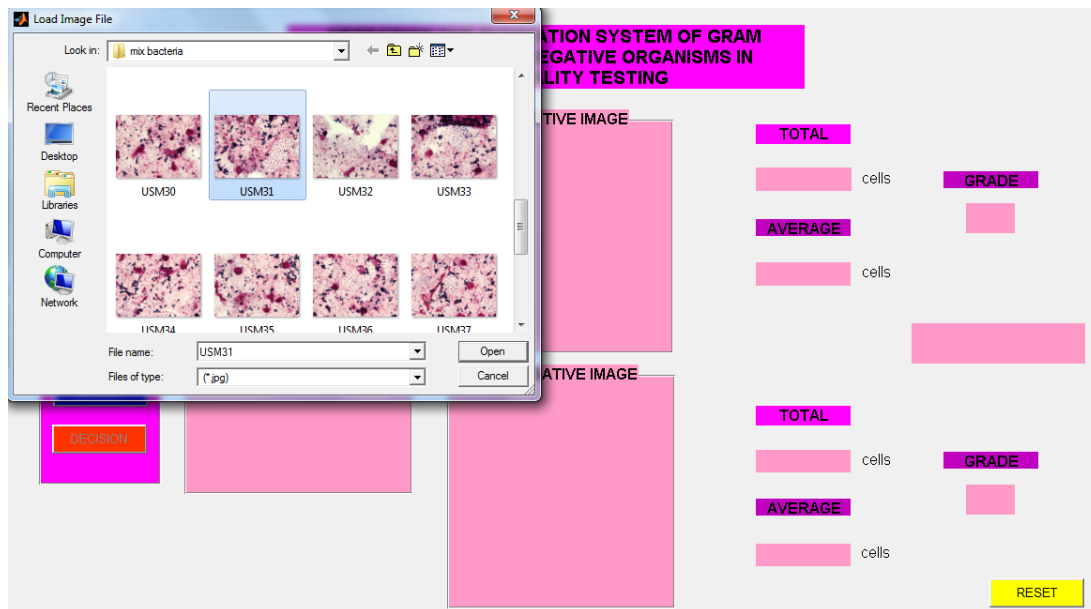 Load Image File
Look in: mix bacteria
Recent Places
Desktop
Libraries
Computer
Network
USM30 USM31 USM32 USM33
USM34 USM35 USM36 USM37
File name: USM31 Open
Files of type: (*.jpg) Cancel
ATION SYSTEM OF GRAM
EGATIVE ORGANISMS IN
LITY TESTING
TIVE IMAGE
TOTAL
cells
GRADE
AVERAGE
cells
ATIVE IMAGE
DECISION
TOTAL
cells
GRADE
AVERAGE
cells
RESET